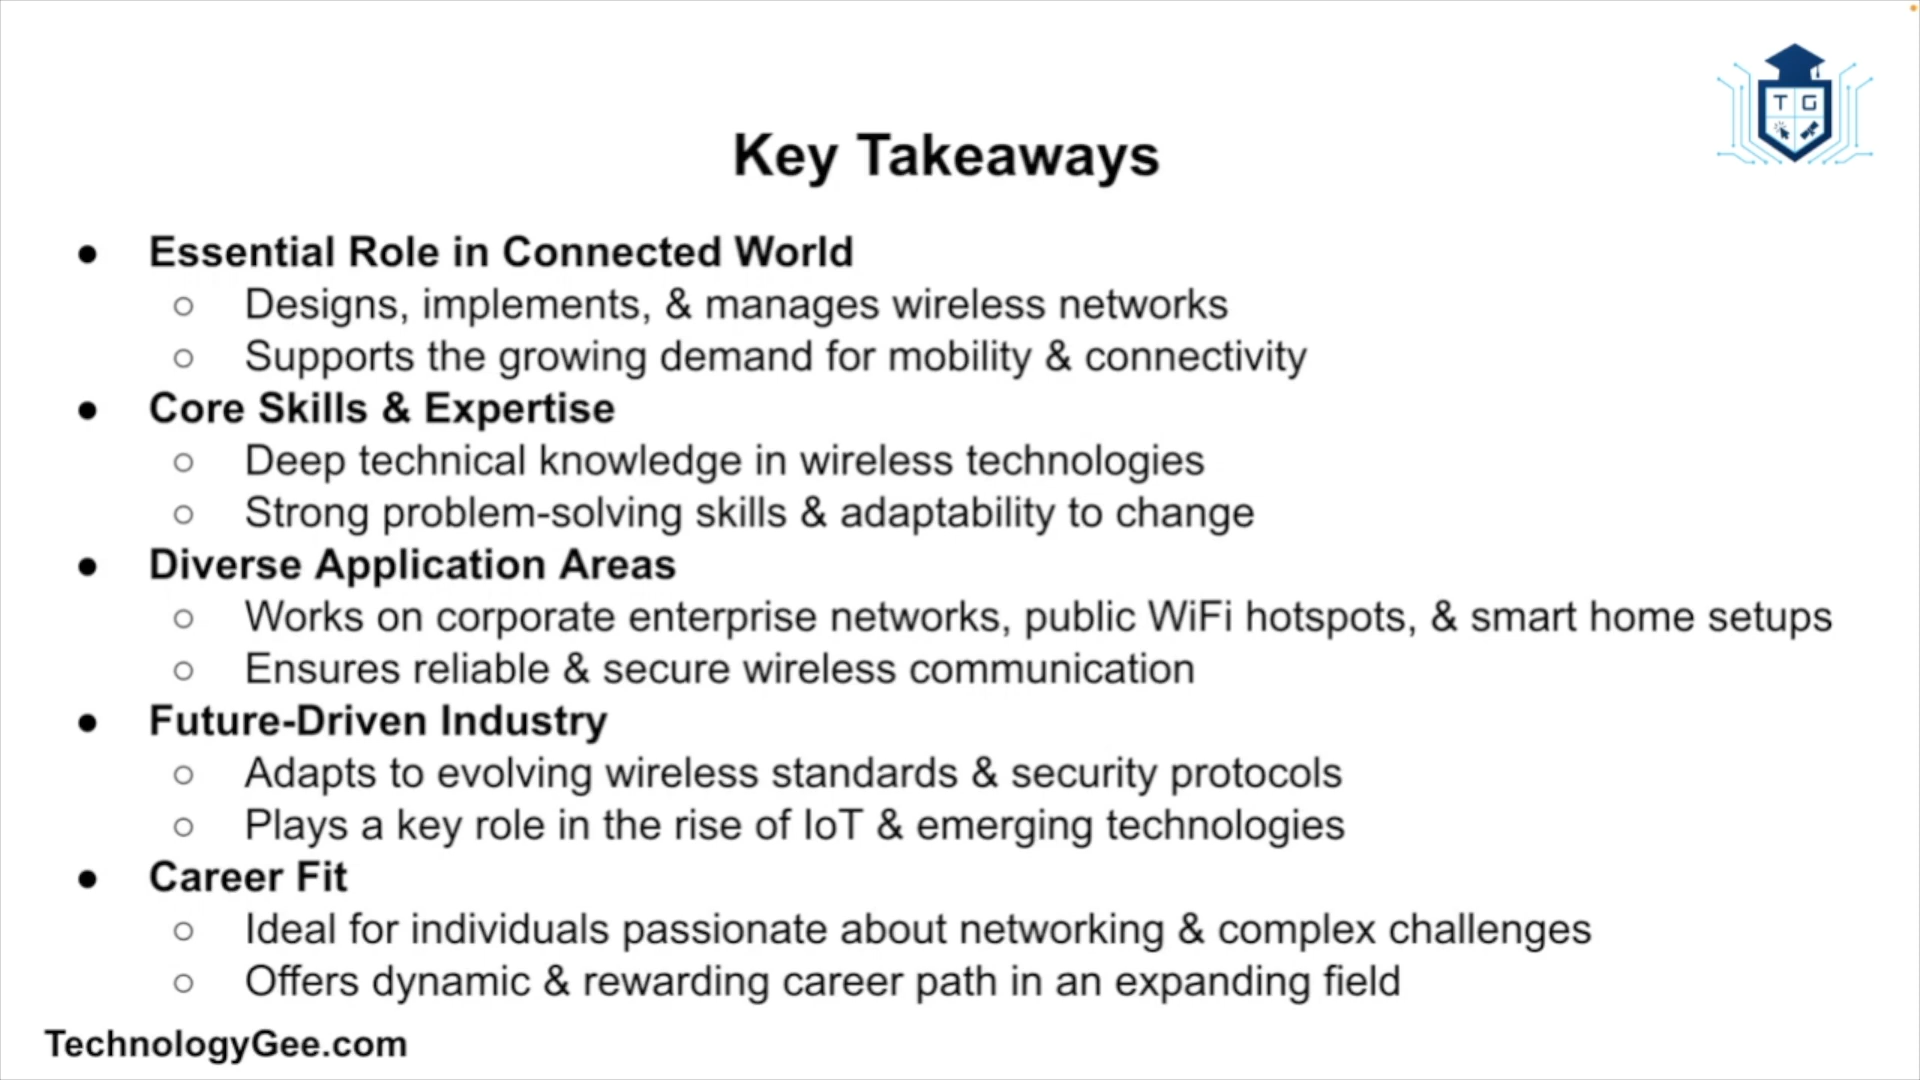 T G
Key Takeaways
● Essential Role in Connected World
○ Designs, implements, & manages wireless networks
○ Supports the growing demand for mobility & connectivity
● Core Skills & Expertise
○ Deep technical knowledge in wireless technologies
○ Strong problem-solving skills & adaptability to change
● Diverse Application Areas
○ Works on corporate enterprise networks, public WiFi hotspots, & smart home setups
○ Ensures reliable & secure wireless communication
● Future-Driven Industry
○ Adapts to evolving wireless standards & security protocols
○ Plays a key role in the rise of IoT & emerging technologies
● Career Fit
○ Ideal for individuals passionate about networking & complex challenges
○ Offers dynamic & rewarding career path in an expanding field
TechnologyGee.com